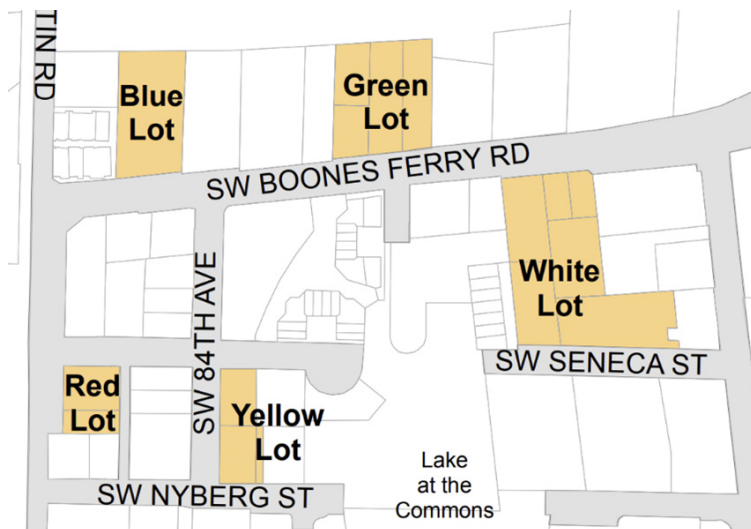 TIN RD
Blue
Lot
Green
Lot
SW BOONES FERRY RD
White
Lot
SW 84TH AVE
SW SENECA ST
Red
Lot
Yellow
Lot
Lake
at the
Commons
SW NYBERG ST